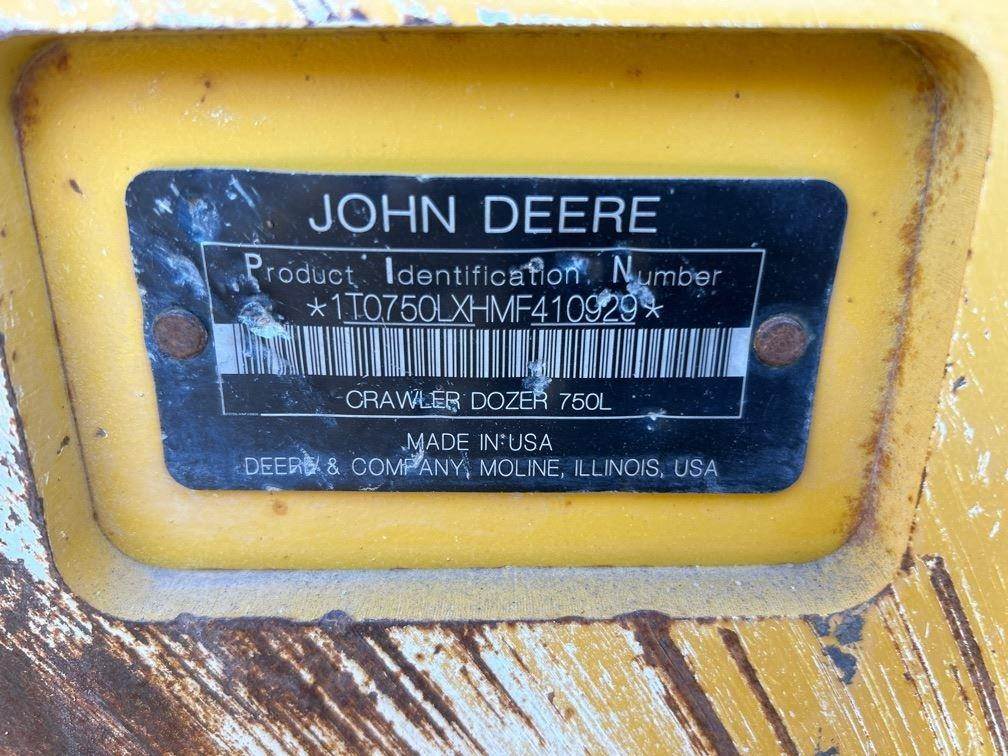 JOHN DEERE
Product Identification Number
*1T0750LXHMF410929*
CRAWLER DOZER 750L
MADE IN USA
DEERE & COMPANY, MOLINE, ILLINOIS, USA